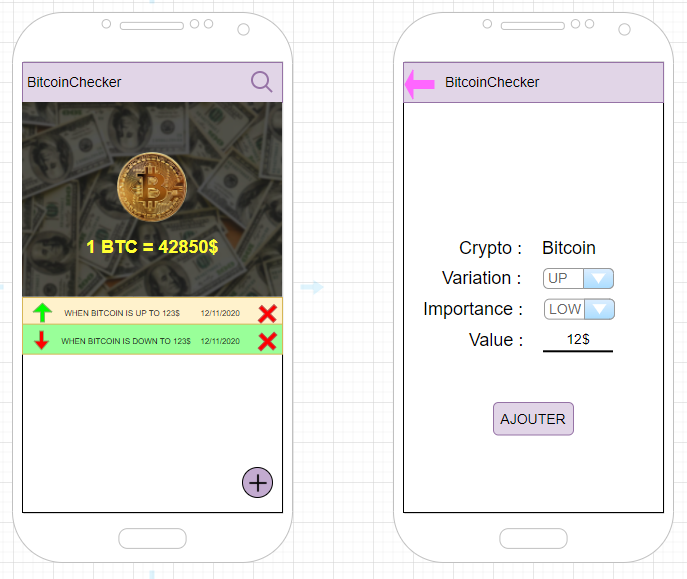 BitcoinChecker
1 BTC = 42850$
WHEN BITCOIN IS UP TO 123$ 12/11/2020
WHEN BITCOIN IS DOWN TO 123$ 12/11/2020
BitcoinChecker
Crypto : Bitcoin
Variation : UP
Importance : LOW
Value : 12$
AJOUTER